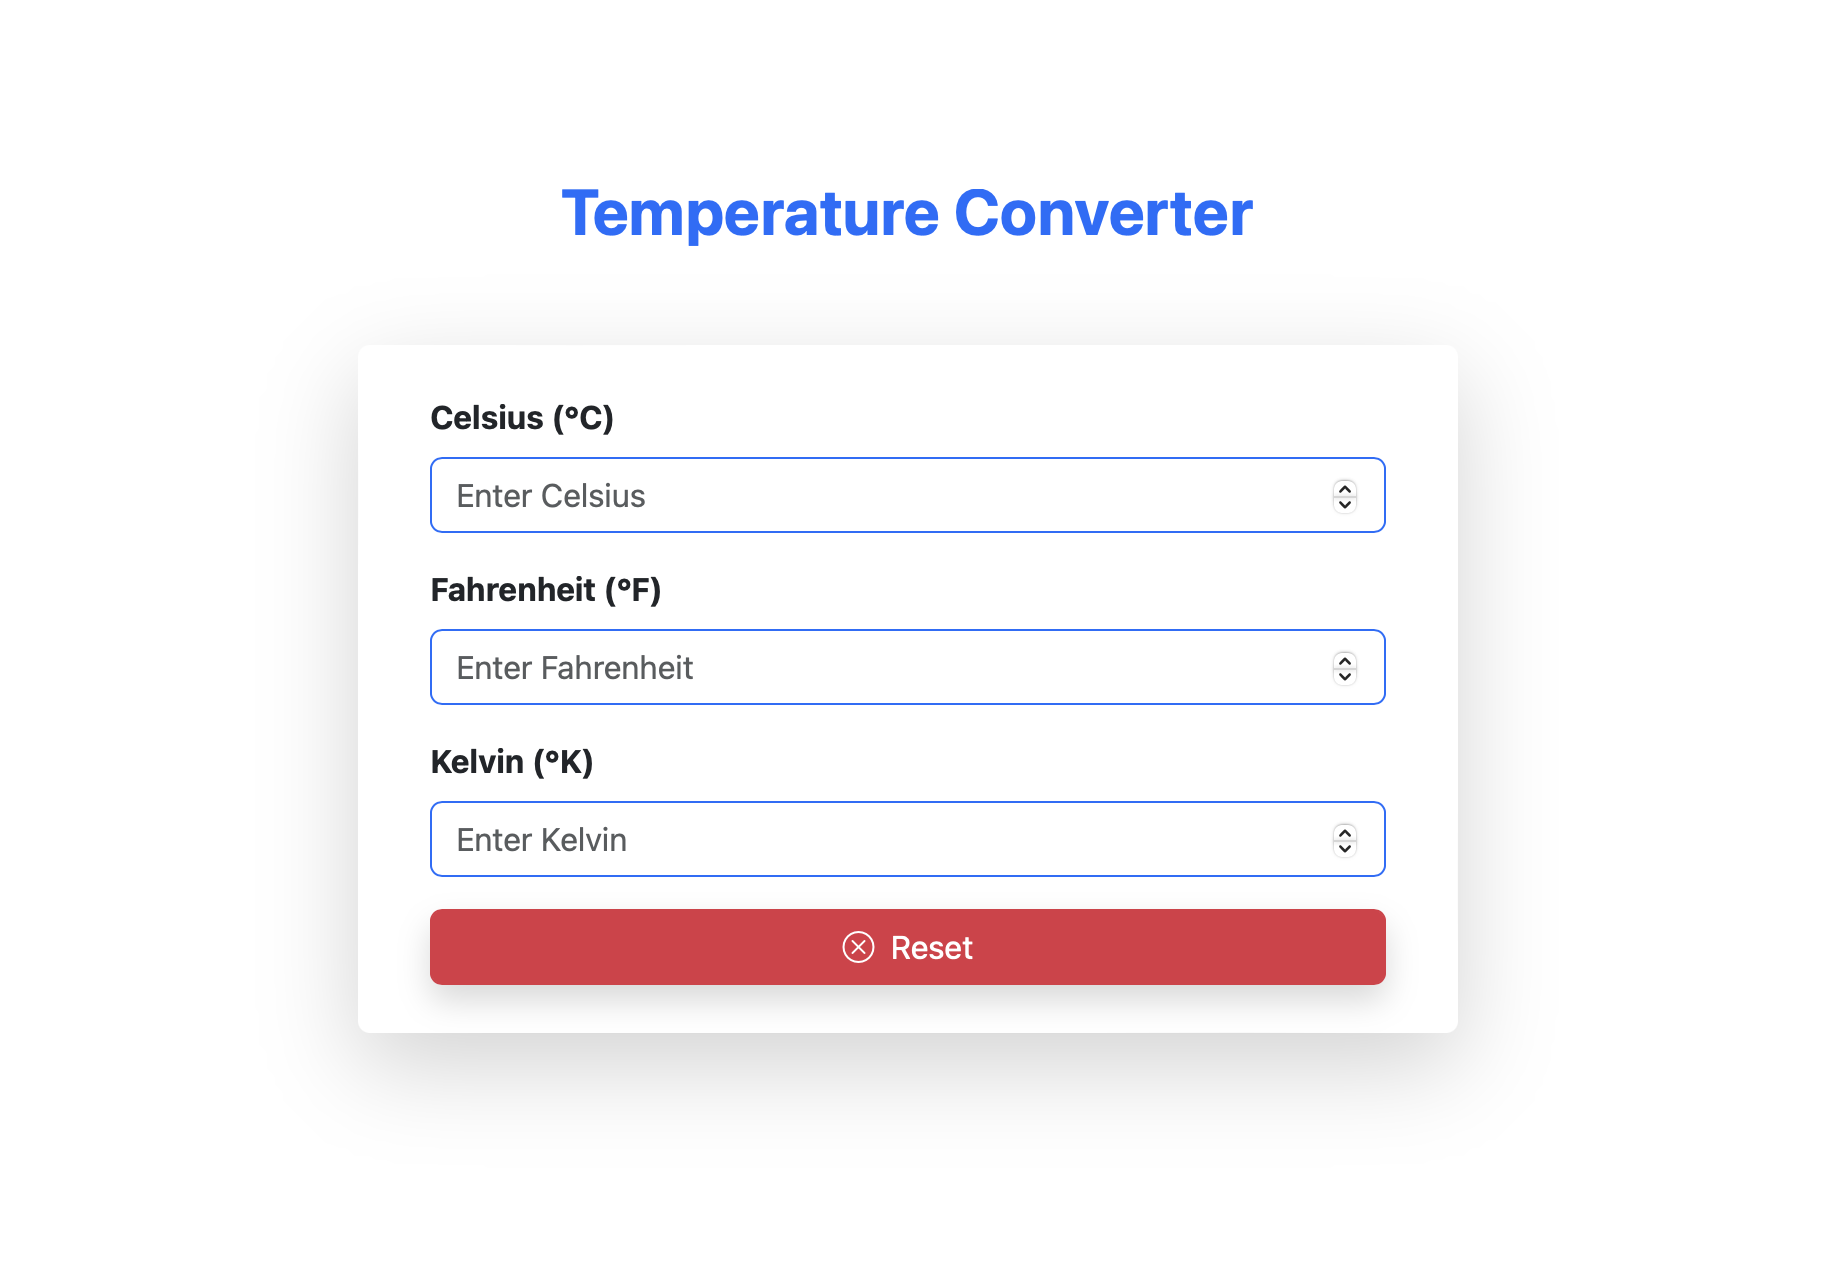 Temperature Converter
Celsius (°C)
Enter Celsius
Fahrenheit (°F)
Enter Fahrenheit
Kelvin (°K)
Enter Kelvin
Reset